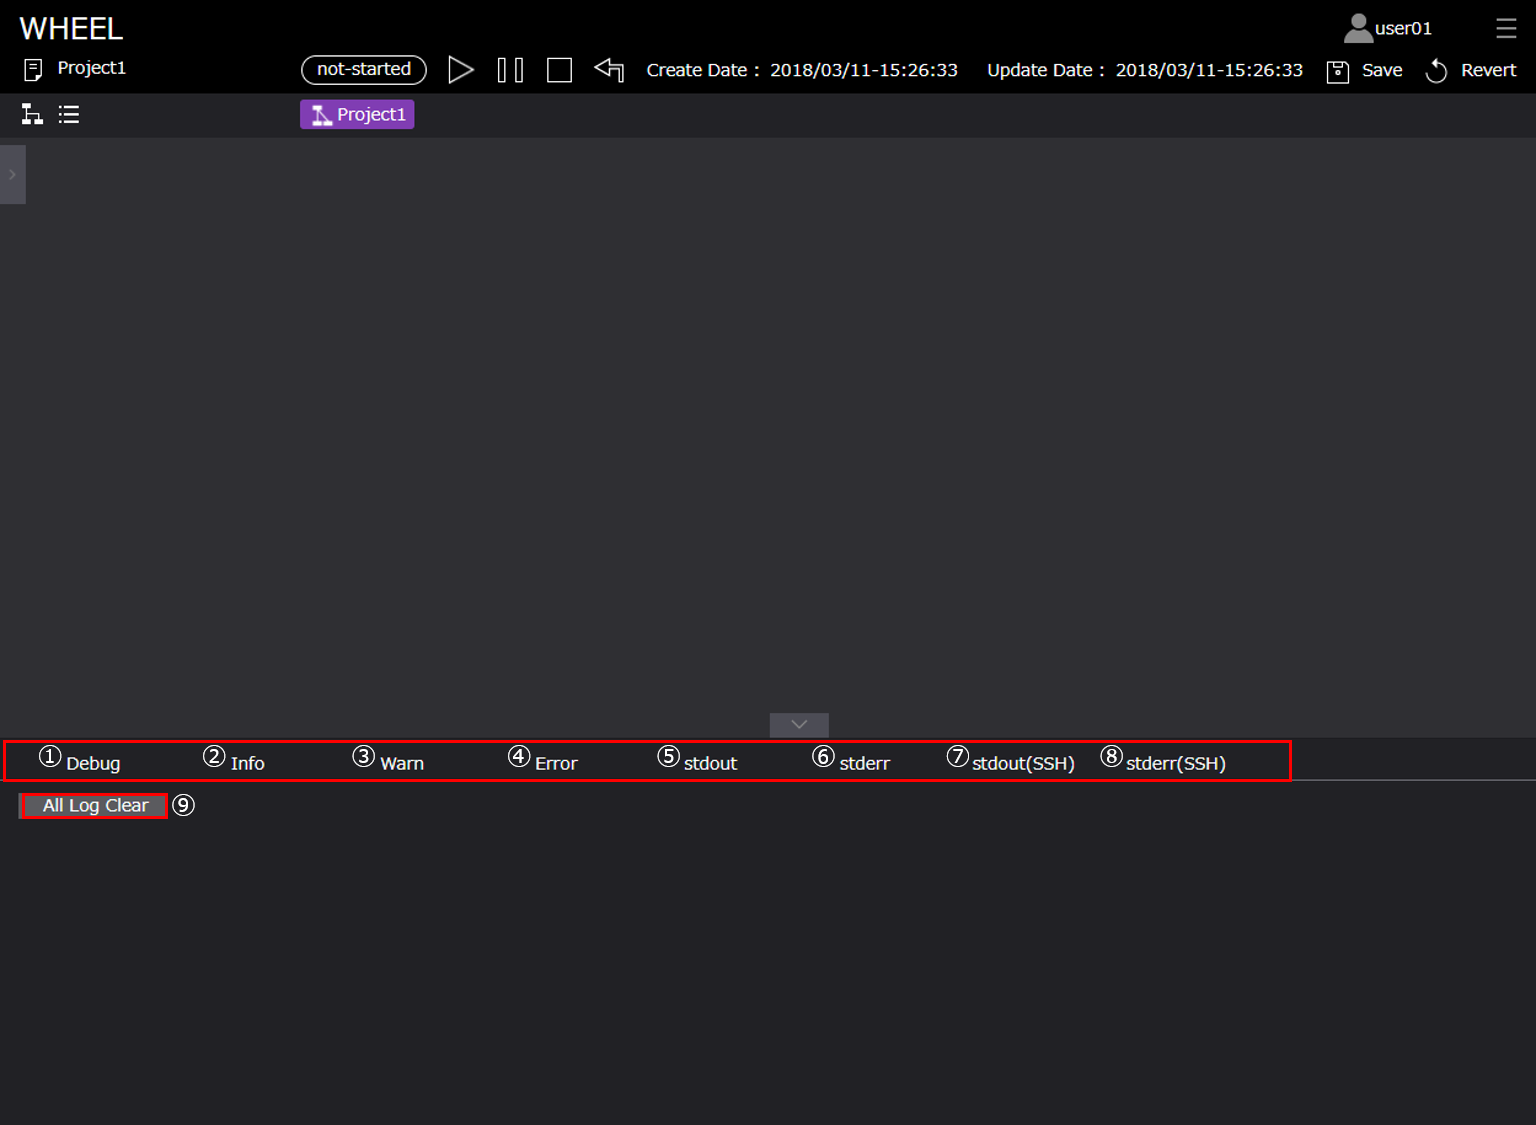 WHEEL
user01
Project1
not-started
Create Date : 2018/03/11-15:26:33
Update Date : 2018/03/11-15:26:33
Save
Revert
Project1
① Debug
② Info
③ Warn
④ Error
⑤ stdout
⑥ stderr
⑦ stdout(SSH)
⑧ stderr(SSH)
All Log Clear ⑨